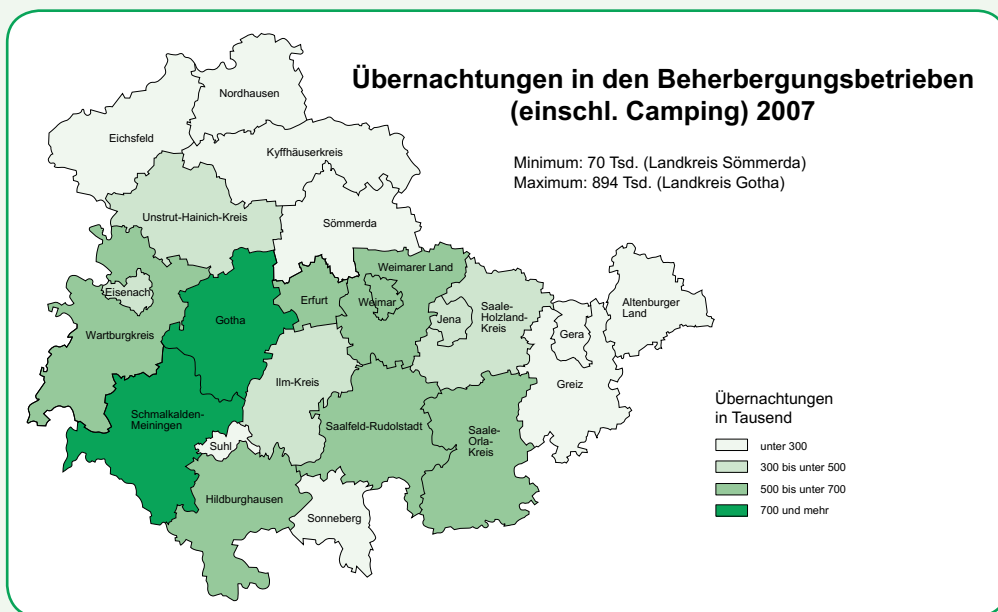 Übernachtungen in den Beherbergungsbetrieben
(einschl. Camping) 2007
Minimum: 70 Tsd. (Landkreis Sömmerda)
Maximum: 894 Tsd. (Landkreis Gotha)
Nordhausen
Eichsfeld
Kyffhäuserkreis
Unstrut-Hainich-Kreis
Sömmerda
Weimarer Land
Eisenach
Erfurt
Weimar
Saale-
Holzland-
Kreis
Altenburger
Land
Gotha
Jena
Gera
Wartburgkreis
Ilm-Kreis
Greiz
Schmalkalden-
Meiningen
Saalfeld-Rudolstadt
Saale-
Orla-
Kreis
Suhl
Hildburghausen
Sonneberg
Übernachtungen
in Tausend
unter 300
300 bis unter 500
500 bis unter 700
700 und mehr